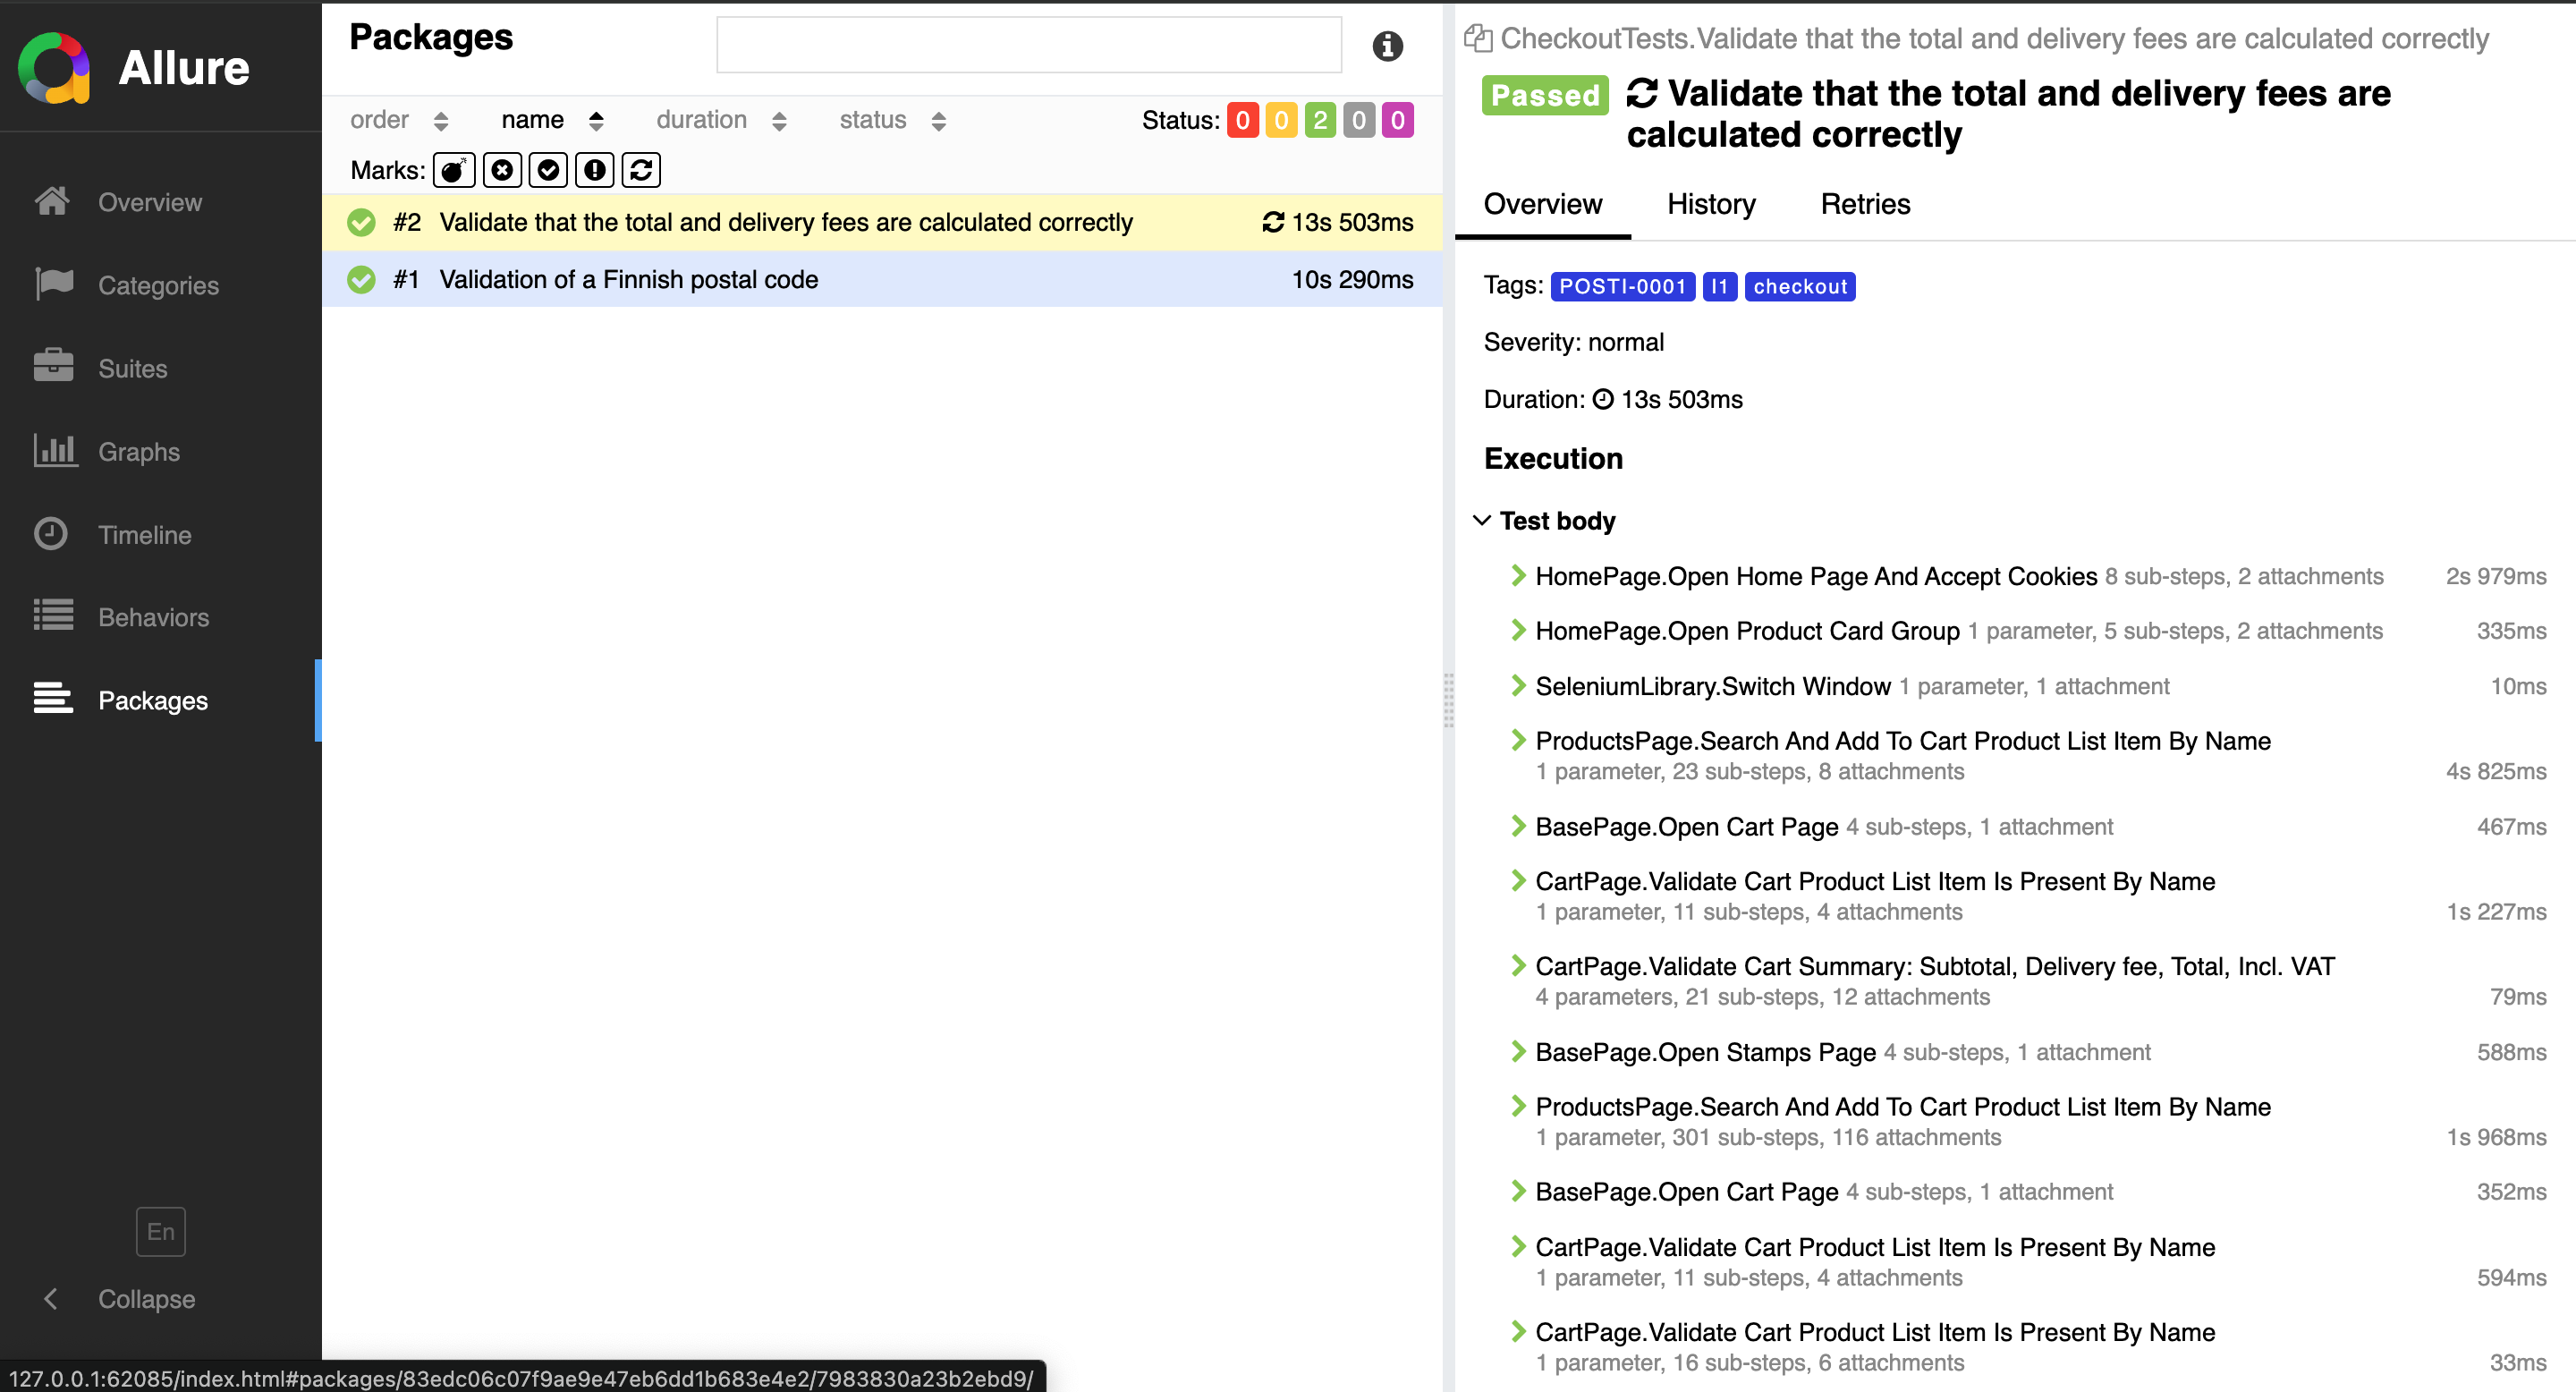 Allure
Overview
Categories
Suites
Graphs
Timeline
Behaviors
Packages
En
Collapse
Packages
order name duration status Status: 0 0 2 0 0
Marks:
#2 Validate that the total and delivery fees are calculated correctly 13s 503ms
#1 Validation of a Finnish postal code 10s 290ms
CheckoutTests.Validate that the total and delivery fees are calculated correctly
Passed Validate that the total and delivery fees are
calculated correctly
Overview History Retries
Tags: POSTI-0001 l1 checkout
Severity: normal
Duration: 13s 503ms
Execution
Test body
HomePage.Open Home Page And Accept Cookies 8 sub-steps, 2 attachments 2s 979ms
HomePage.Open Product Card Group 1 parameter, 5 sub-steps, 2 attachments 335ms
SeleniumLibrary.Switch Window 1 parameter, 1 attachment 10ms
ProductsPage.Search And Add To Cart Product List Item By Name
1 parameter, 23 sub-steps, 8 attachments 4s 825ms
BasePage.Open Cart Page 4 sub-steps, 1 attachment 467ms
CartPage.Validate Cart Product List Item Is Present By Name
1 parameter, 11 sub-steps, 4 attachments 1s 227ms
CartPage.Validate Cart Summary: Subtotal, Delivery fee, Total, Incl. VAT
4 parameters, 21 sub-steps, 12 attachments 79ms
BasePage.Open Stamps Page 4 sub-steps, 1 attachment 588ms
ProductsPage.Search And Add To Cart Product List Item By Name
1 parameter, 301 sub-steps, 116 attachments 1s 968ms
BasePage.Open Cart Page 4 sub-steps, 1 attachment 352ms
CartPage.Validate Cart Product List Item Is Present By Name
1 parameter, 11 sub-steps, 4 attachments 594ms
CartPage.Validate Cart Product List Item Is Present By Name
1 parameter, 16 sub-steps, 6 attachments 33ms
127.0.0.1:62085/index.html#packages/83edc06c07f9ae9e47eb6dd1b683e4e2/7983830a23b2ebd9/